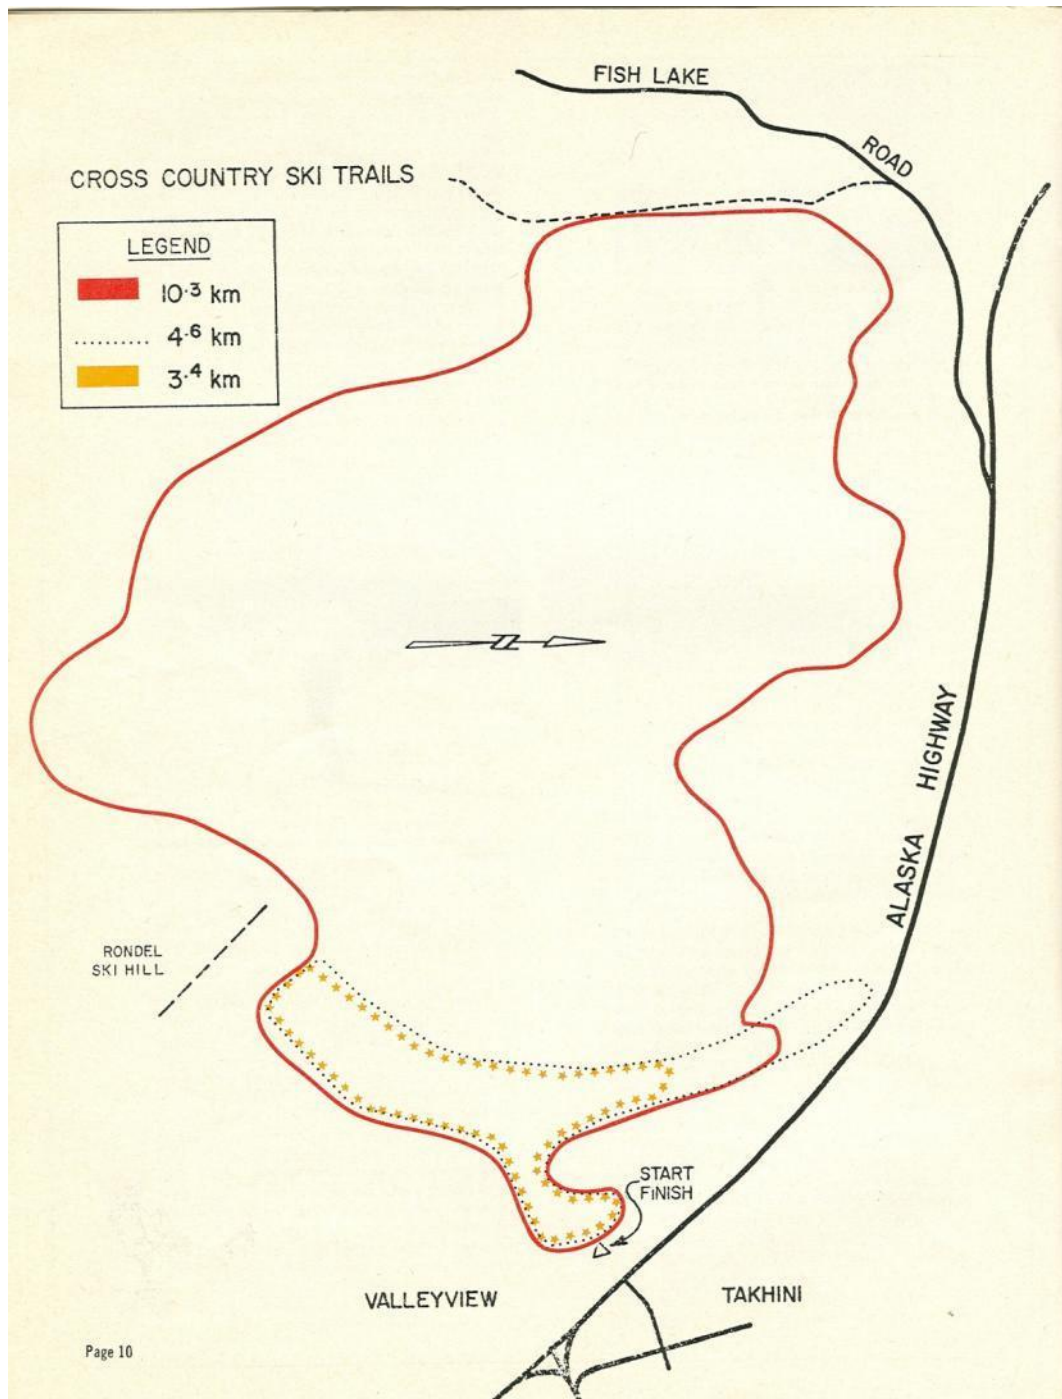 FISH LAKE
ROAD
CROSS COUNTRY SKI TRAILS
LEGEND
10.3 km
4.6 km
3.4 km
Z
ALASKA HIGHWAY
RONDEL
SKI HILL
START
FINISH
VALLEYVIEW
TAKHINI
Page 10